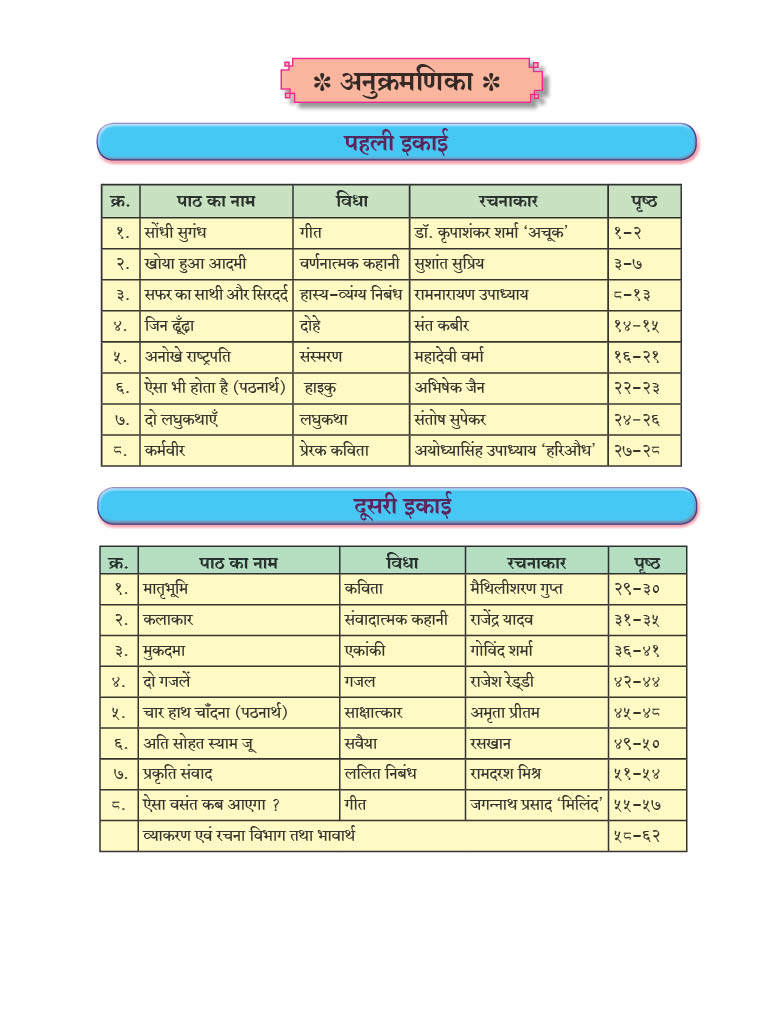 ✻ अनुक्रमणिका ✻
पहली इकाई
क्र. पाठ का नाम विधा रचनाकार पृष्ठ
१. सोंधी सुगंध गीत डॉ. कृपाशंकर शर्मा ‘अचूक’ १-२
२. खोया हुआ आदमी वर्णनात्मक कहानी सुशांत सुप्रिय ३-७
३. सफर का साथी और सिरदर्द हास्य-व्यंग्य निबंध रामनारायण उपाध्याय ८-१३
४. जिन ढूँढ़ा दोहे संत कबीर १४-१५
५. अनोखे राष्ट्रपति संस्मरण महादेवी वर्मा १६-२१
६. ऐसा भी होता है (पठनार्थ) हाइकु अभिषेक जैन २२-२३
७. दो लघुकथाएँ लघुकथा संतोष सुपेकर २४-२६
८. कर्मवीर प्रेरक कविता अयोध्यासिंह उपाध्याय ‘हरिऔध’ २७-२८
दूसरी इकाई
क्र. पाठ का नाम विधा रचनाकार पृष्ठ
१. मातृभूमि कविता मैथिलीशरण गुप्त २९-३०
२. कलाकार संवादात्मक कहानी राजेंद्र यादव ३१-३५
३. मुकदमा एकांकी गोविंद शर्मा ३६-४१
४. दो गजलें गजल राजेश रेड्डी ४२-४४
५. चार हाथ चाँदना (पठनार्थ) साक्षात्कार अमृता प्रीतम ४५-४८
६. अति सोहत स्याम जू सवैया रसखान ४९-५०
७. प्रकृति संवाद ललित निबंध रामदरश मिश्र ५१-५४
८. ऐसा वसंत कब आएगा ? गीत जगन्नाथ प्रसाद ‘मिलिंद’ ५५-५७
व्याकरण एवं रचना विभाग तथा भावार्थ ५८-६२